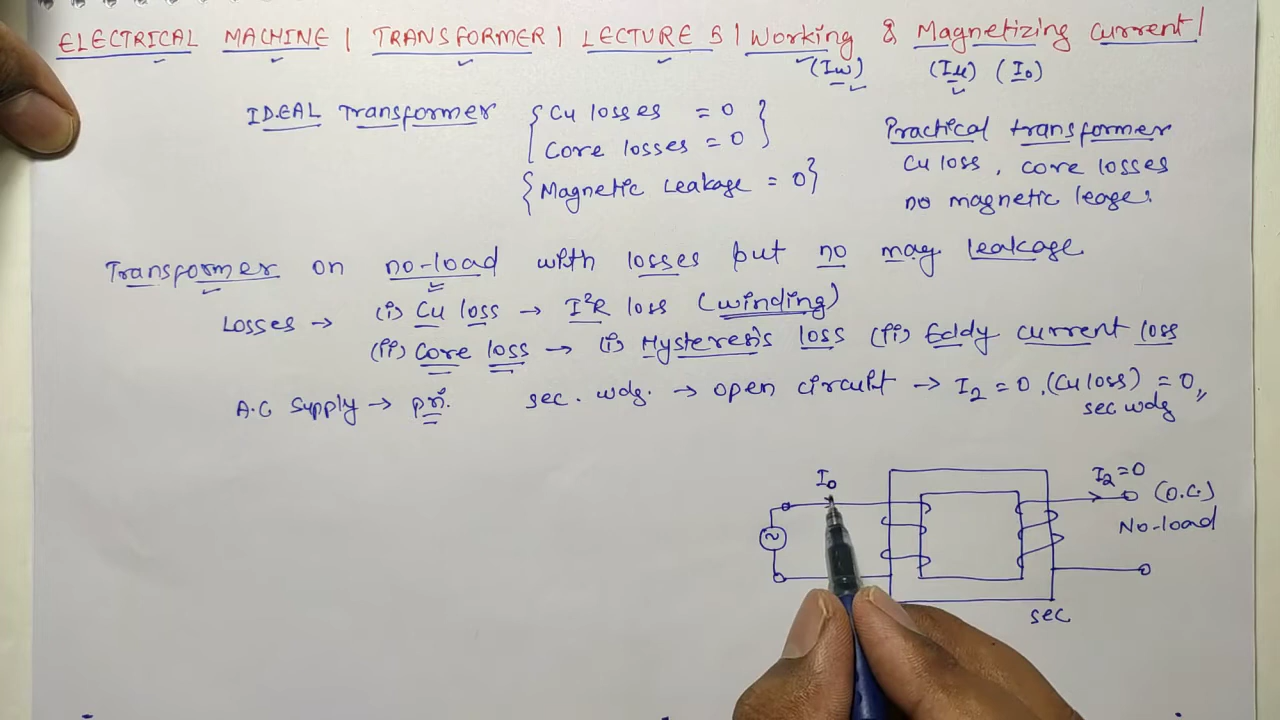 ELECTRICAL MACHINE | TRANSFORMER | LECTURE 5 | Working & Magnetizing Current |
(Iw) (Iμ) (I0)
IDEAL Transformer { Cu losses = 0 }
Core losses = 0
{ Magnetic Leakage = 0 }
Practical transformer
Cu loss, core losses
no magnetic leage.
Transformer on no-load with losses but no mag leakage
Losses → (i) Cu loss → I²R loss (winding)
(ii) Core loss → (i) Hysteresis loss (ii) Eddy current loss
A.C supply → pri. sec. wdg. → open circuit → I2 = 0. (Cu loss) = 0,,
sec wdg
I0
I2=0
(O.C.)
No-load
~
sec